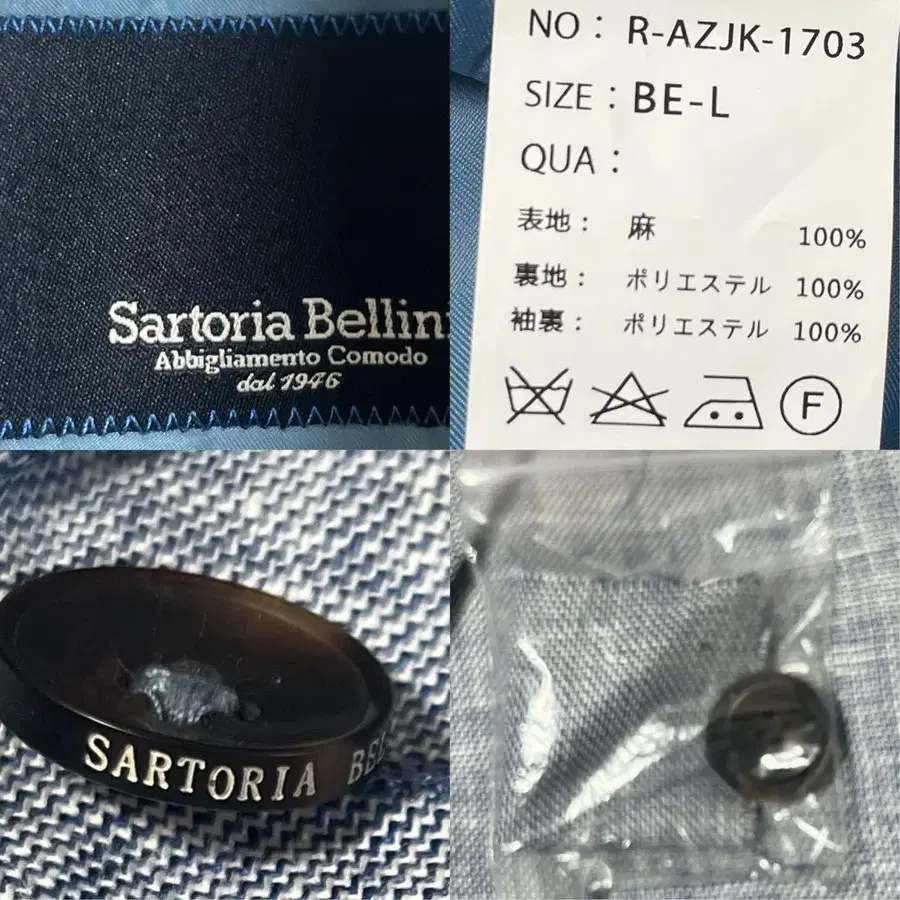 Sartoria Bellini
Abbigliamento Comodo
dal 1946
NO : R-AZJK-1703
SIZE : BE-L
QUA :
表地 : 麻 100%
裏地 : ポリエステル 100%
袖裏 : ポリエステル 100%
F
SARTORIA